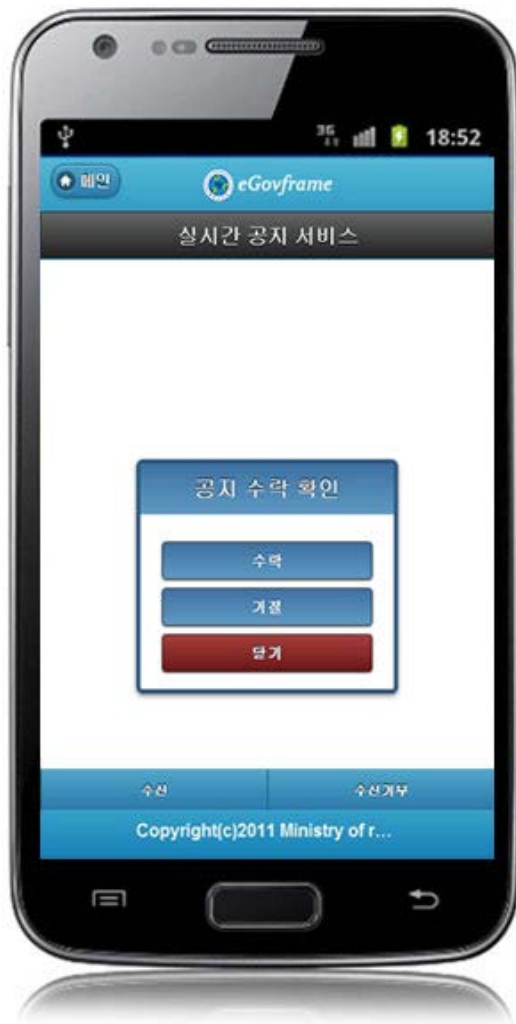 3G
18:52
메인
eGovframe
실시간 공지 서비스
공지 수락 확인
수락
거절
닫기
수신
수신거부
Copyright(c)2011 Ministry of r...